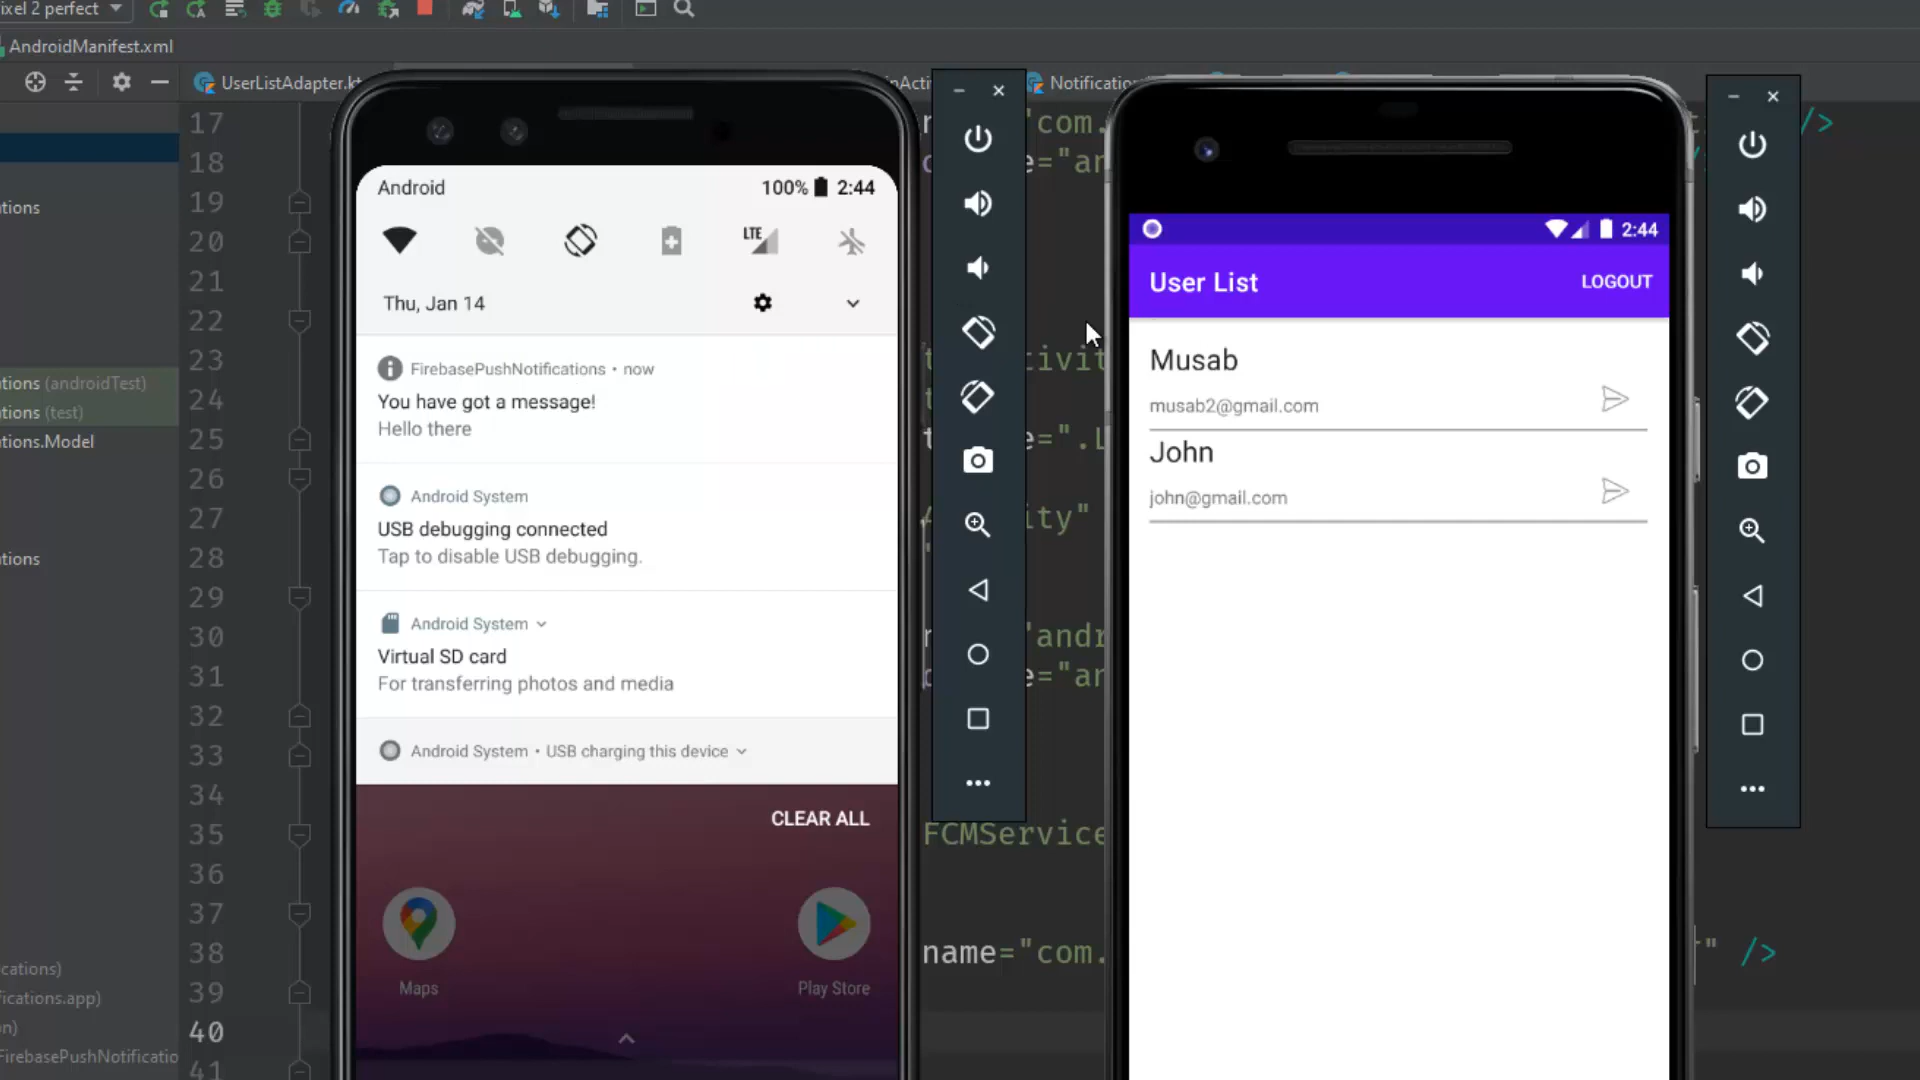 ixel 2 perfect
AndroidManifest.xml
UserListAdapter.kt
Notification
tions
tions (androidTest)
tions (test)
tions.Model
tions
cations)
fications.app)
on)
FirebasePushNotificatio
17
18
19
20
21
22
23
24
25
26
27
28
29
30
31
32
33
34
35
36
37
38
39
40
41
Android
100% 2:44
LTE
Thu, Jan 14
FirebasePushNotifications • now
You have got a message!
Hello there
Android System
USB debugging connected
Tap to disable USB debugging.
Android System
Virtual SD card
For transferring photos and media
Android System • USB charging this device
CLEAR ALL
Maps
Play Store
"com.
/>
="an
tivit
=".L
ity"
"andr
="an
FCMService
name="com.
" />
2:44
User List
LOGOUT
Musab
musab2@gmail.com
John
john@gmail.com